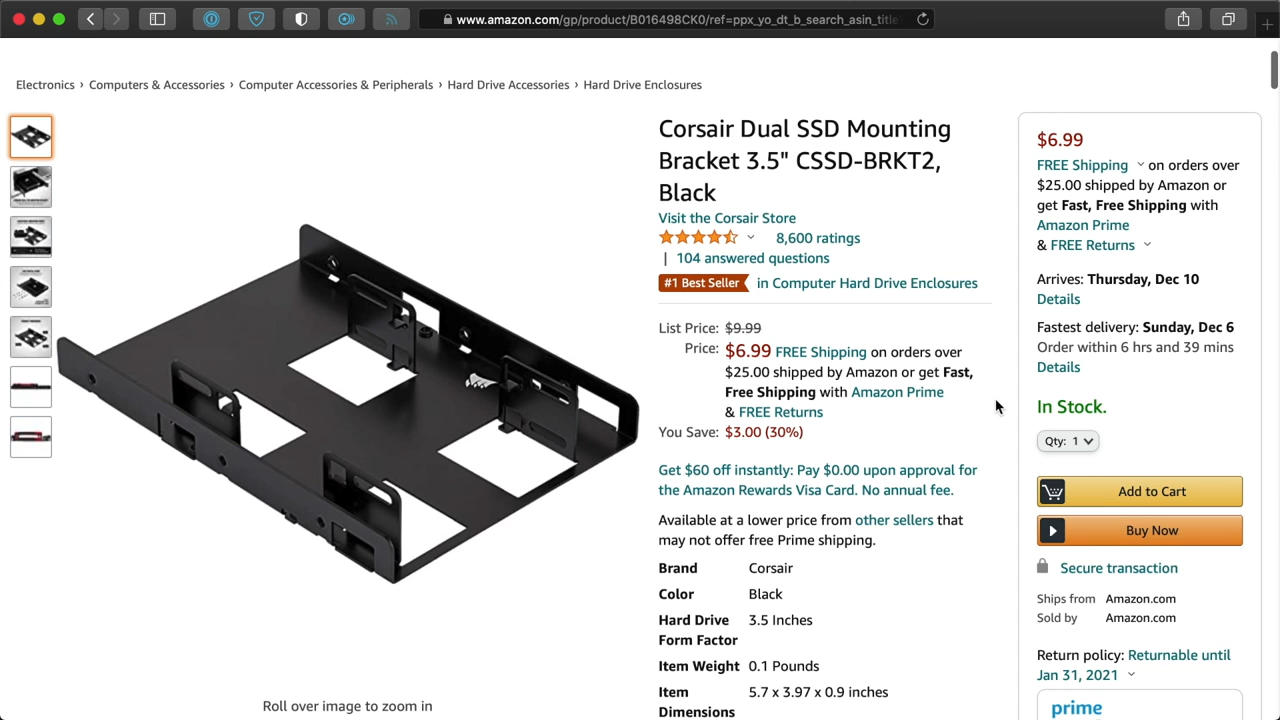 www.amazon.com/gp/product/B016498CK0/ref=ppx_yo_dt_b_search_asin_title
Electronics › Computers & Accessories › Computer Accessories & Peripherals › Hard Drive Accessories › Hard Drive Enclosures
Corsair Dual SSD Mounting
Bracket 3.5" CSSD-BRKT2,
Black
Visit the Corsair Store
8,600 ratings
| 104 answered questions
#1 Best Seller in Computer Hard Drive Enclosures
List Price: $9.99
Price: $6.99 FREE Shipping on orders over
$25.00 shipped by Amazon or get Fast,
Free Shipping with Amazon Prime
& FREE Returns
You Save: $3.00 (30%)
Get $60 off instantly: Pay $0.00 upon approval for
the Amazon Rewards Visa Card. No annual fee.
Available at a lower price from other sellers that
may not offer free Prime shipping.
Brand Corsair
Color Black
Hard Drive 3.5 Inches
Form Factor
Item Weight 0.1 Pounds
Item 5.7 x 3.97 x 0.9 inches
Dimensions
Roll over image to zoom in
$6.99
FREE Shipping on orders over
$25.00 shipped by Amazon or
get Fast, Free Shipping with
Amazon Prime
& FREE Returns
Arrives: Thursday, Dec 10
Details
Fastest delivery: Sunday, Dec 6
Order within 6 hrs and 39 mins
Details
In Stock.
Qty: 1
Add to Cart
Buy Now
Secure transaction
Ships from Amazon.com
Sold by Amazon.com
Return policy: Returnable until
Jan 31, 2021
prime